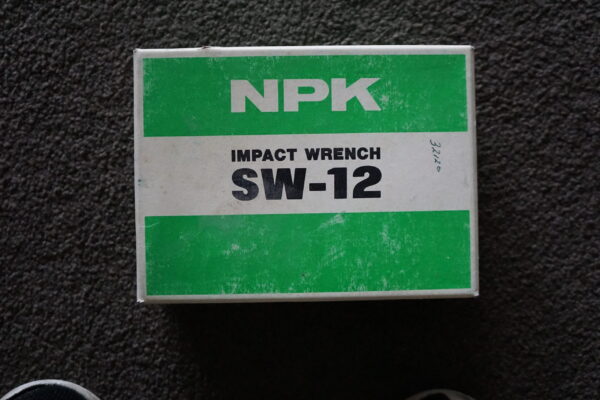 NPK
IMPACT WRENCH
SW-12